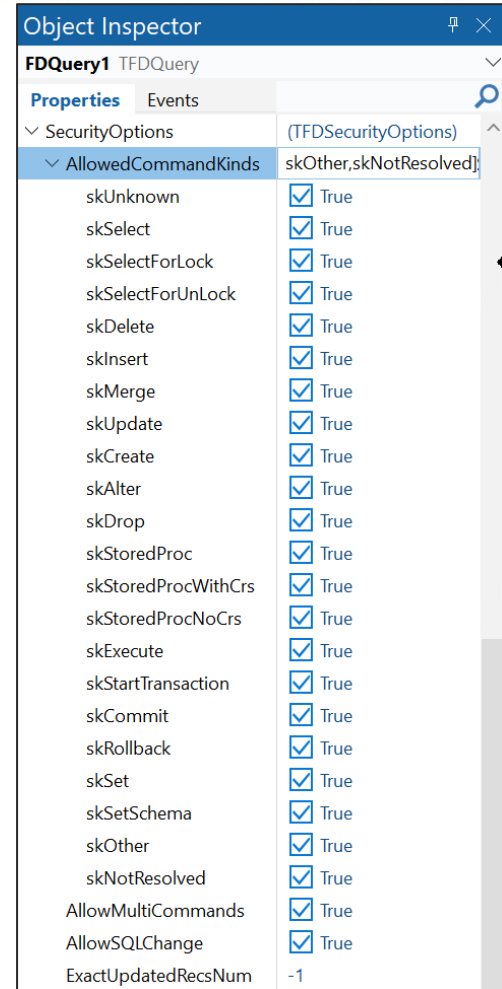 Object Inspector
FDQuery1 TFDQuery
Properties Events
SecurityOptions (TFDSecurityOptions)
AllowedCommandKinds skOther,skNotResolved]
skUnknown True
skSelect True
skSelectForLock True
skSelectForUnLock True
skDelete True
skInsert True
skMerge True
skUpdate True
skCreate True
skAlter True
skDrop True
skStoredProc True
skStoredProcWithCrs True
skStoredProcNoCrs True
skExecute True
skStartTransaction True
skCommit True
skRollback True
skSet True
skSetSchema True
skOther True
skNotResolved True
AllowMultiCommands True
AllowSQLChange True
ExactUpdatedRecsNum -1